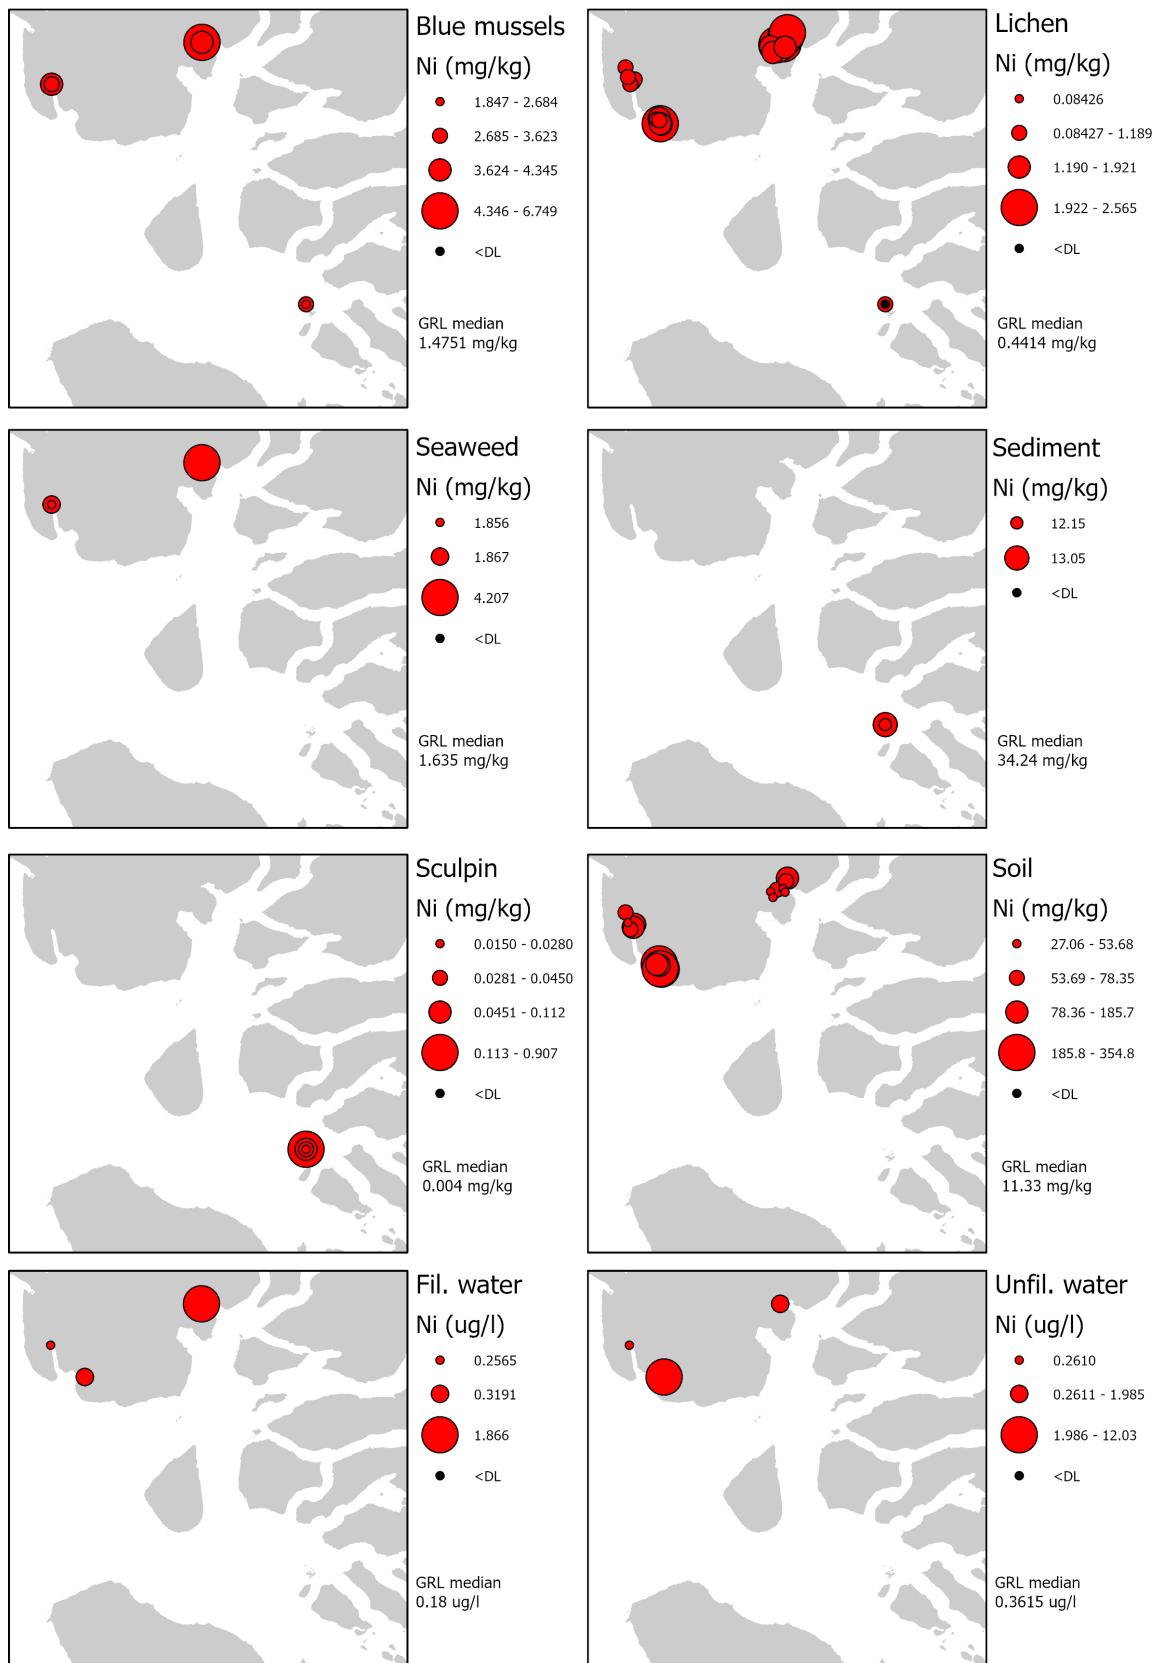 Blue mussels
Ni (mg/kg)
1.847 - 2.684
2.685 - 3.623
3.624 - 4.345
4.346 - 6.749
<DL
GRL median
1.4751 mg/kg
Lichen
Ni (mg/kg)
0.08426
0.08427 - 1.189
1.190 - 1.921
1.922 - 2.565
<DL
GRL median
0.4414 mg/kg
Seaweed
Ni (mg/kg)
1.856
1.867
4.207
<DL
GRL median
1.635 mg/kg
Sediment
Ni (mg/kg)
12.15
13.05
<DL
GRL median
34.24 mg/kg
Sculpin
Ni (mg/kg)
0.0150 - 0.0280
0.0281 - 0.0450
0.0451 - 0.112
0.113 - 0.907
<DL
GRL median
0.004 mg/kg
Soil
Ni (mg/kg)
27.06 - 53.68
53.69 - 78.35
78.36 - 185.7
185.8 - 354.8
<DL
GRL median
11.33 mg/kg
Fil. water
Ni (ug/l)
0.2565
0.3191
1.866
<DL
GRL median
0.18 ug/l
Unfil. water
Ni (ug/l)
0.2610
0.2611 - 1.985
1.986 - 12.03
<DL
GRL median
0.3615 ug/l